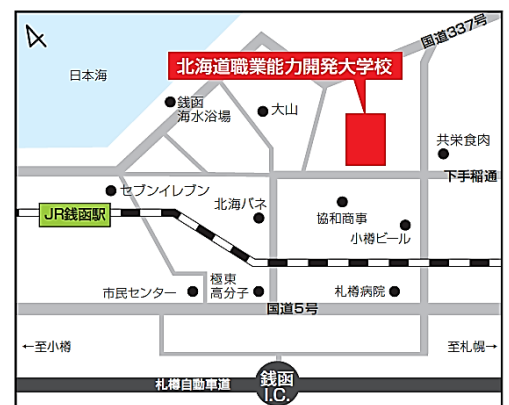 国道337号
日本海
北海道職業能力開発大学校
銭函
海水浴場
大山
共栄食肉
下手稲通
セブンイレブン
北海バネ
協和商事
JR銭函駅
小樽ビール
市民センター
極東
高分子
札樽病院
国道5号
←至小樽
至札幌→
札樽自動車道
銭函
I.C.